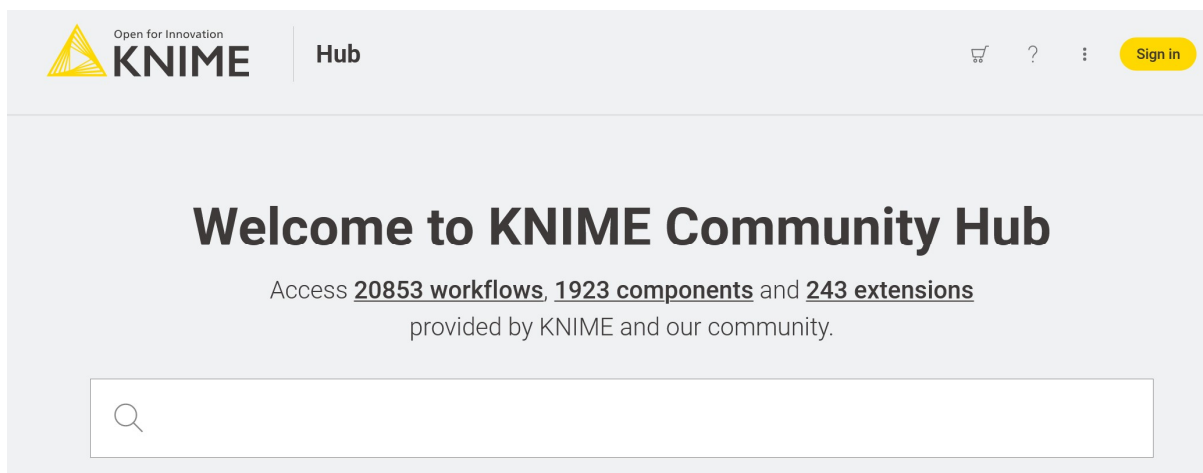 Open for Innovation
KNIME
Hub
?
Sign in
Welcome to KNIME Community Hub
Access 20853 workflows, 1923 components and 243 extensions
provided by KNIME and our community.